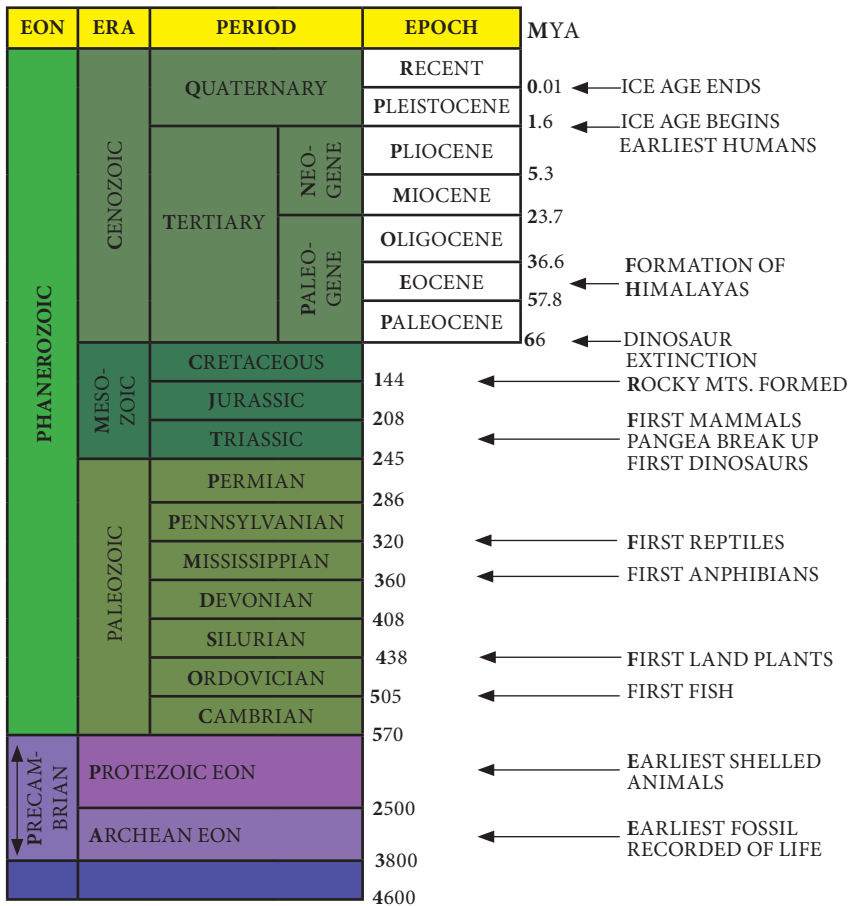 EON ERA PERIOD EPOCH MYA
RECENT
0.01 ICE AGE ENDS
QUATERNARY
PLEISTOCENE
1.6 ICE AGE BEGINS
EARLIEST HUMANS
PLIOCENE
NEO-
GENE
5.3
MIOCENE
CENOZOIC
TERTIARY
23.7
OLIGOCENE
36.6
PALEO-
GENE
EOCENE
FORMATION OF
HIMALAYAS
57.8
PALEOCENE
66 DINOSAUR
EXTINCTION
PHANEROZOIC
MESO-
ZOIC
CRETACEOUS
144 ROCKY MTS. FORMED
JURASSIC
208 FIRST MAMMALS
TRIASSIC PANGEA BREAK UP
245 FIRST DINOSAURS
PALEOZOIC
PERMIAN
286
PENNSYLVANIAN
320 FIRST REPTILES
MISSISSIPPIAN
360 FIRST ANPHIBIANS
DEVONIAN
408
SILURIAN
438 FIRST LAND PLANTS
ORDOVICIAN
505 FIRST FISH
CAMBRIAN
570
PRECAM-
BRIAN
PROTEZOIC EON
EARLIEST SHELLED
ANIMALS
2500
ARCHEAN EON
EARLIEST FOSSIL
RECORDED OF LIFE
3800
4600